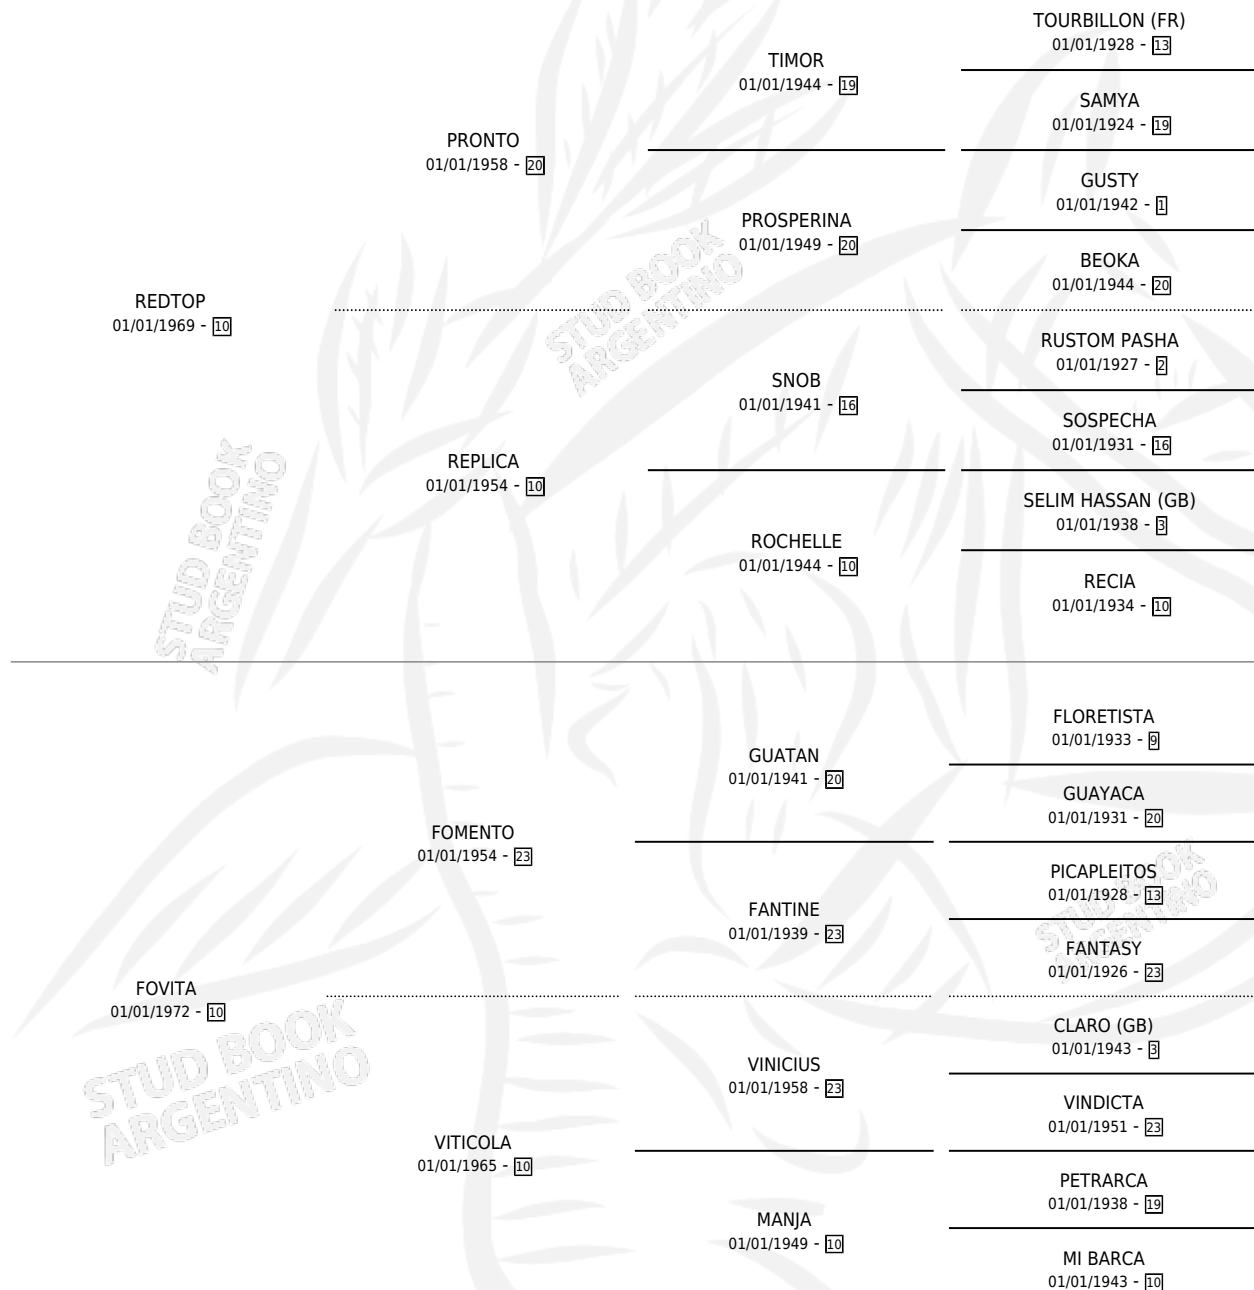 TOURBILLON (FR)
01/01/1928 - 13
TIMOR
01/01/1944 - 19
SAMYA
01/01/1924 - 19
PRONTO
01/01/1958 - 20
GUSTY
01/01/1942 - 1
PROSPERINA
01/01/1949 - 20
BEOKA
01/01/1944 - 20
REDTOP
01/01/1969 - 10
STUD BOOK
ARGENTINO
RUSTOM PASHA
01/01/1927 - 2
SNOB
01/01/1941 - 16
SOSPECHA
01/01/1931 - 16
REPLICA
01/01/1954 - 10
SELIM HASSAN (GB)
01/01/1938 - 3
ROCHELLE
01/01/1944 - 10
RECIA
01/01/1934 - 10
STUD BOOK
ARGENTINO
FLORETISTA
01/01/1933 - 9
GUATAN
01/01/1941 - 20
GUAYACA
01/01/1931 - 20
FOMENTO
01/01/1954 - 23
PICAPLEITOS
01/01/1928 - 13
FANTINE
01/01/1939 - 23
FANTASY
01/01/1926 - 23
STUD BOOK
ARGENTINO
FOVITA
01/01/1972 - 10
CLARO (GB)
01/01/1943 - 3
VINICIUS
01/01/1958 - 23
VINDICTA
01/01/1951 - 23
STUD BOOK
ARGENTINO
VITICOLA
01/01/1965 - 10
PETRARCA
01/01/1938 - 19
MANJA
01/01/1949 - 10
MI BARCA
01/01/1943 - 10